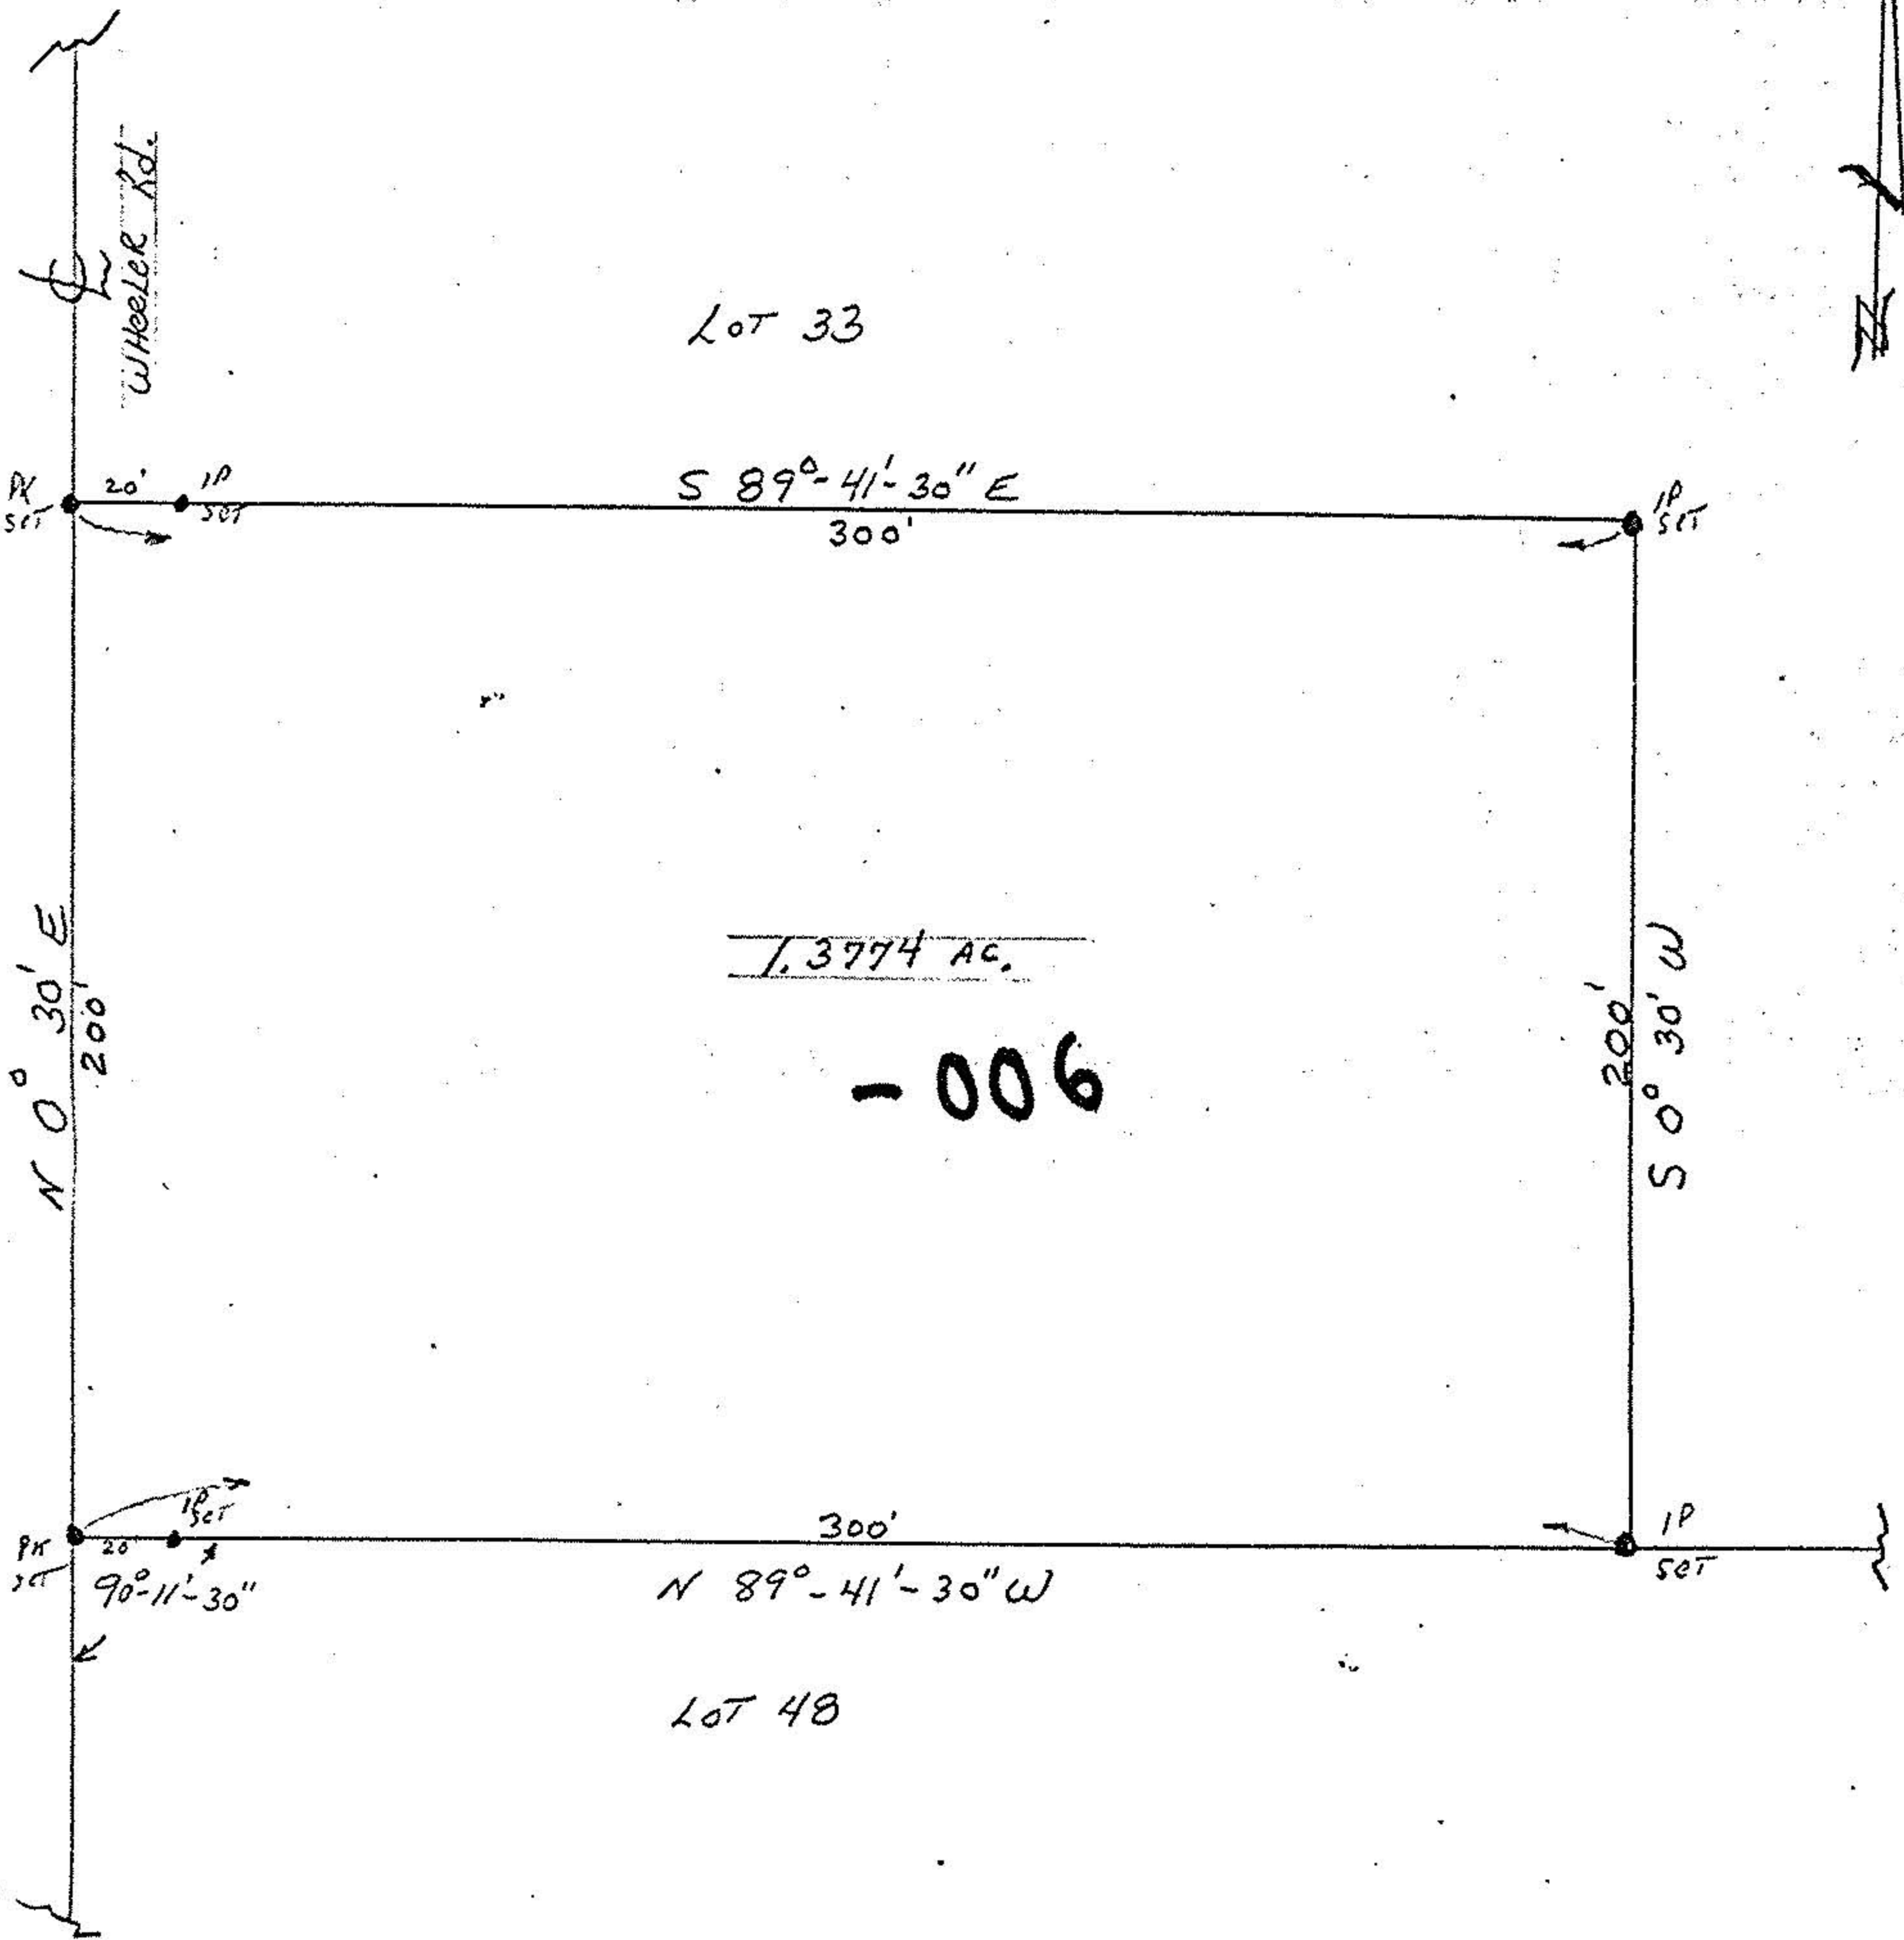 WHeeLeR Rd.
N
LoT 33
PK
SET
20'
IP
SET
S 89°-41'-30" E
300'
IP
SET
N 0° 30' E
200'
1.3774 AC.
-006
200'
S 0° 30' W
PK
SET
20
IP
SET
90°-11'-30"
300'
N 89°-41'-30" W
IP
SET
LoT 48